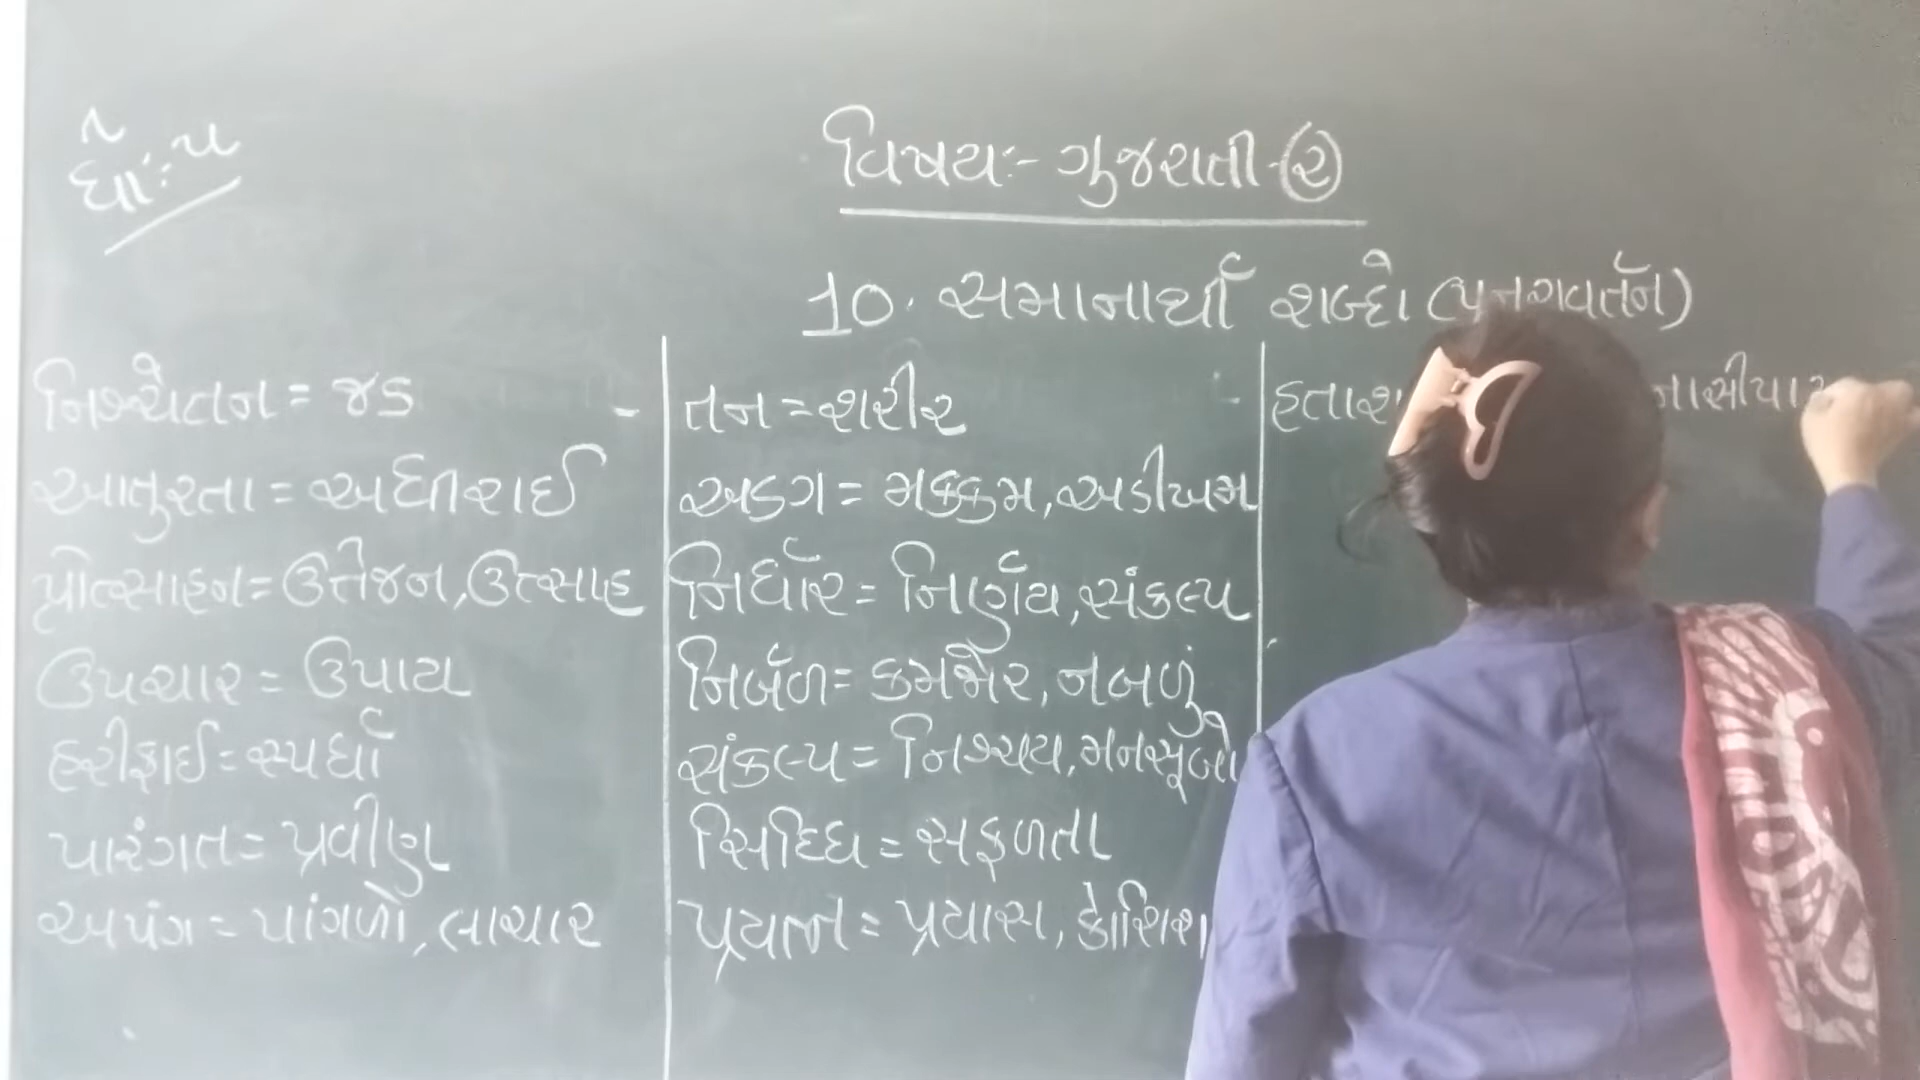 ધો:-૫
વિષય:- ગુજરાતી-૨
10. સમાનાર્થી શબ્દો
નિશ્ચેતન = જડ
આતુરતા = અધીરાઈ
પ્રોત્સાહન = ઉત્તેજન, ઉત્સાહ
ઉપચાર = ઉપાય
હરીફાઈ = સ્પર્ધા
પારંગત = પ્રવીણ
અપંગ = પાંગળો, લાચાર
તન = શરીર
અડગ = મક્કમ, અડીખમ
નિર્ધાર = નિર્ણય, સંકલ્પ
નિર્બળ = કમજોર, નબળું
સંકલ્પ = નિશ્ચય, મનસૂબો
સિદ્ધિ = સફળતા
પ્રયત્ન = પ્રયાસ, કોશિશ